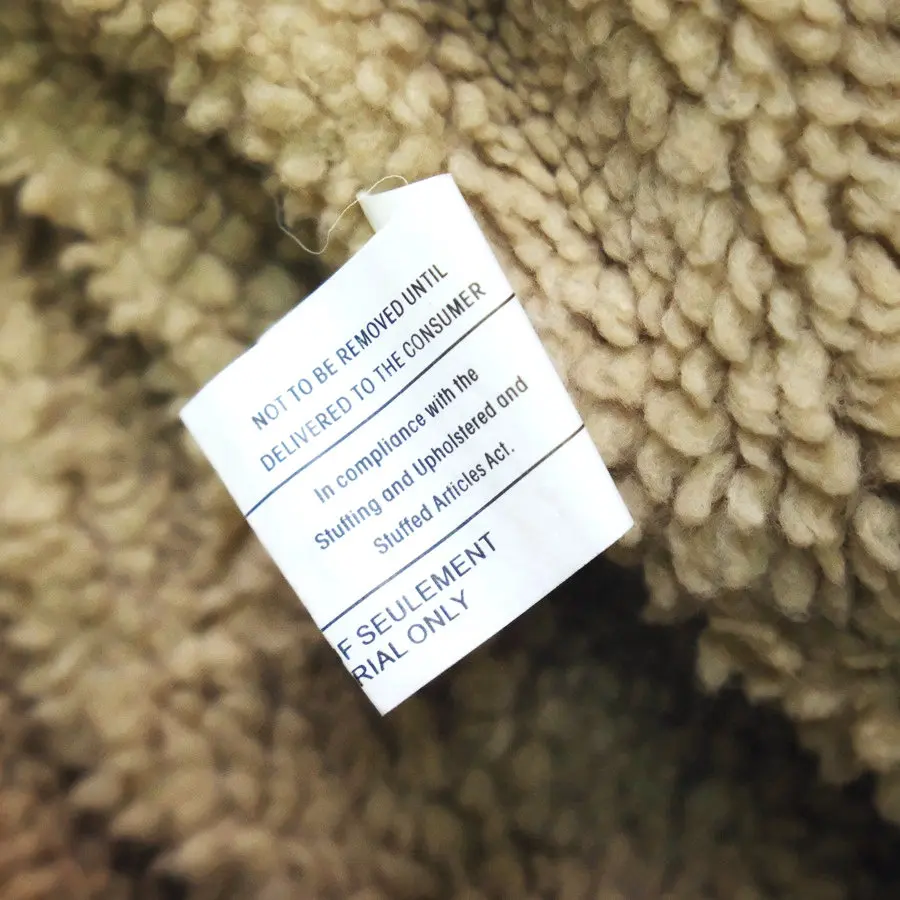 NOT TO BE REMOVED UNTIL
DELIVERED TO THE CONSUMER
In compliance with the
Stuffing and Upholstered and
Stuffed Articles Act.
F SEULEMENT
RIAL ONLY